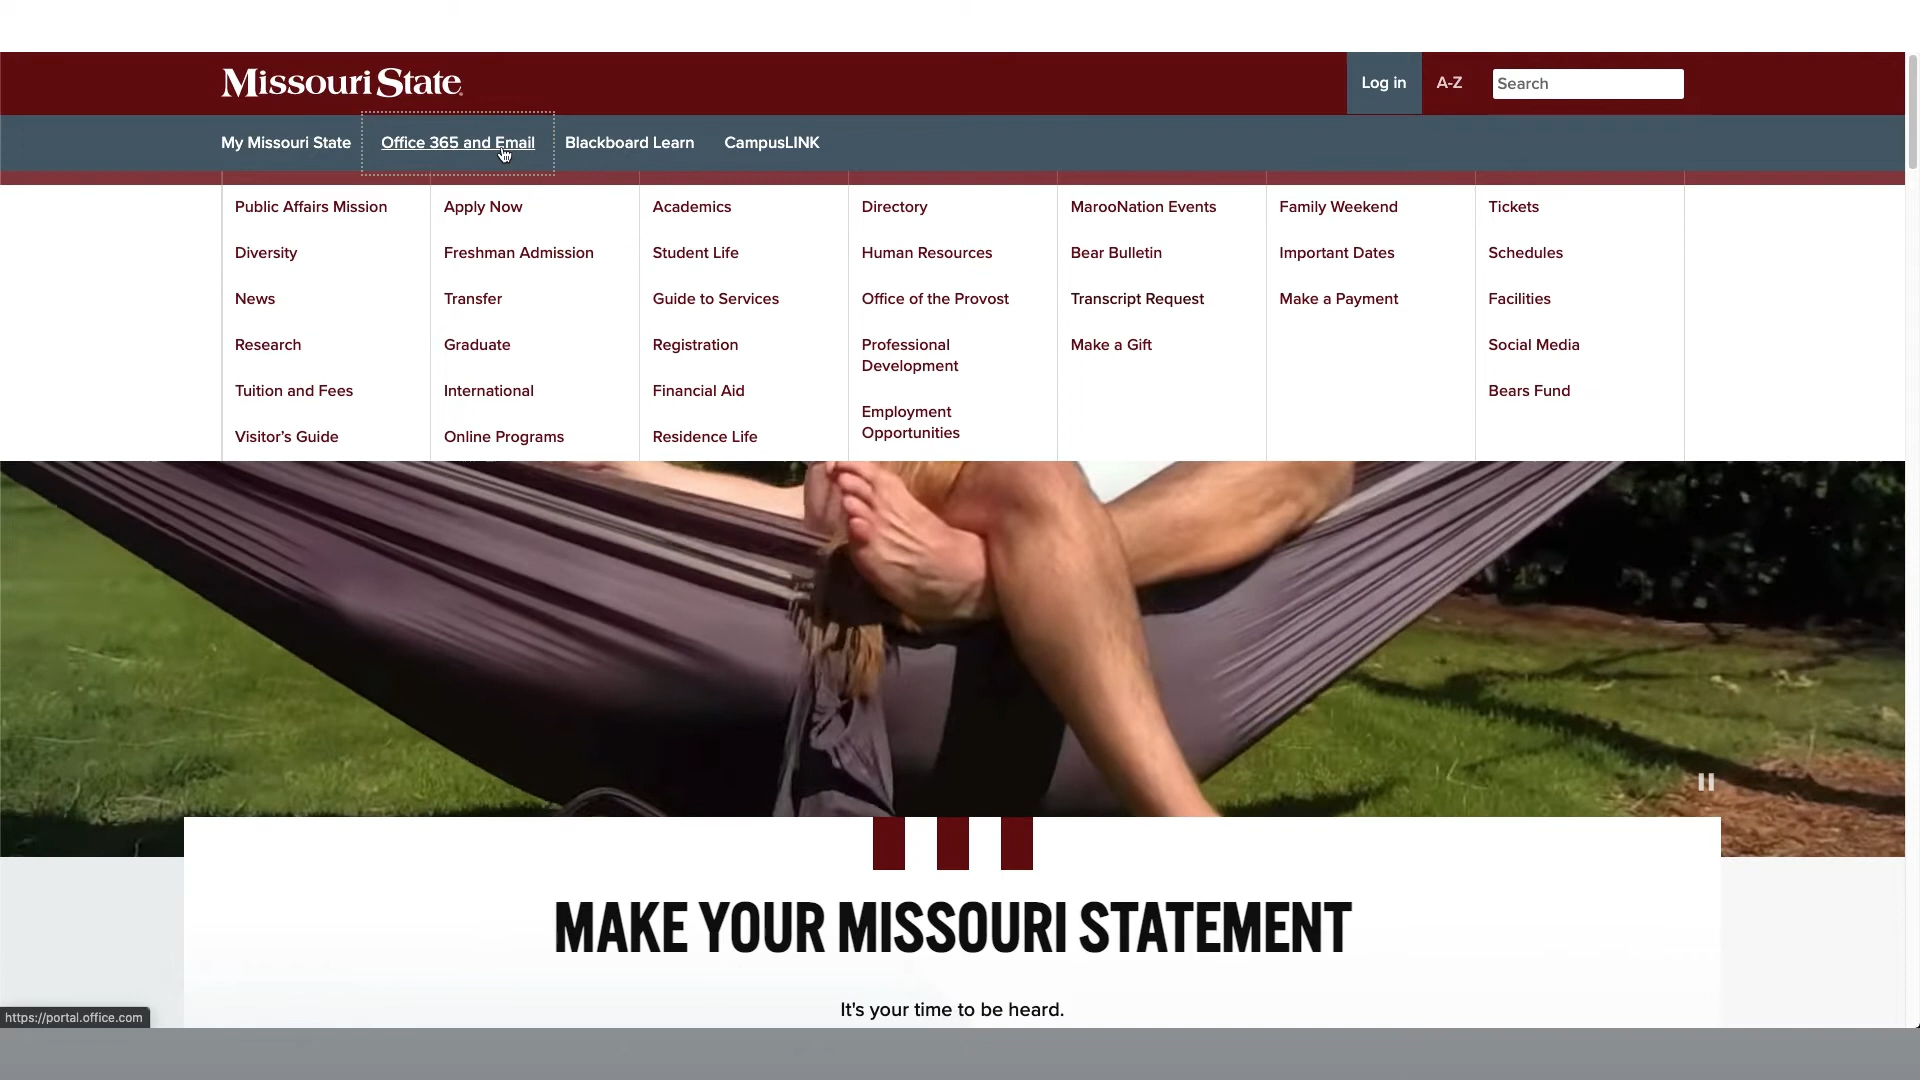 Missouri State
Log in
A-Z
Search
My Missouri State
Office 365 and Email
Blackboard Learn
CampusLINK
Public Affairs Mission
Diversity
News
Research
Tuition and Fees
Visitor's Guide
Apply Now
Freshman Admission
Transfer
Graduate
International
Online Programs
Academics
Student Life
Guide to Services
Registration
Financial Aid
Residence Life
Directory
Human Resources
Office of the Provost
Professional
Development
Employment
Opportunities
MarooNation Events
Bear Bulletin
Transcript Request
Make a Gift
Family Weekend
Important Dates
Make a Payment
Tickets
Schedules
Facilities
Social Media
Bears Fund
MAKE YOUR MISSOURI STATEMENT
It's your time to be heard.
https://portal.office.com